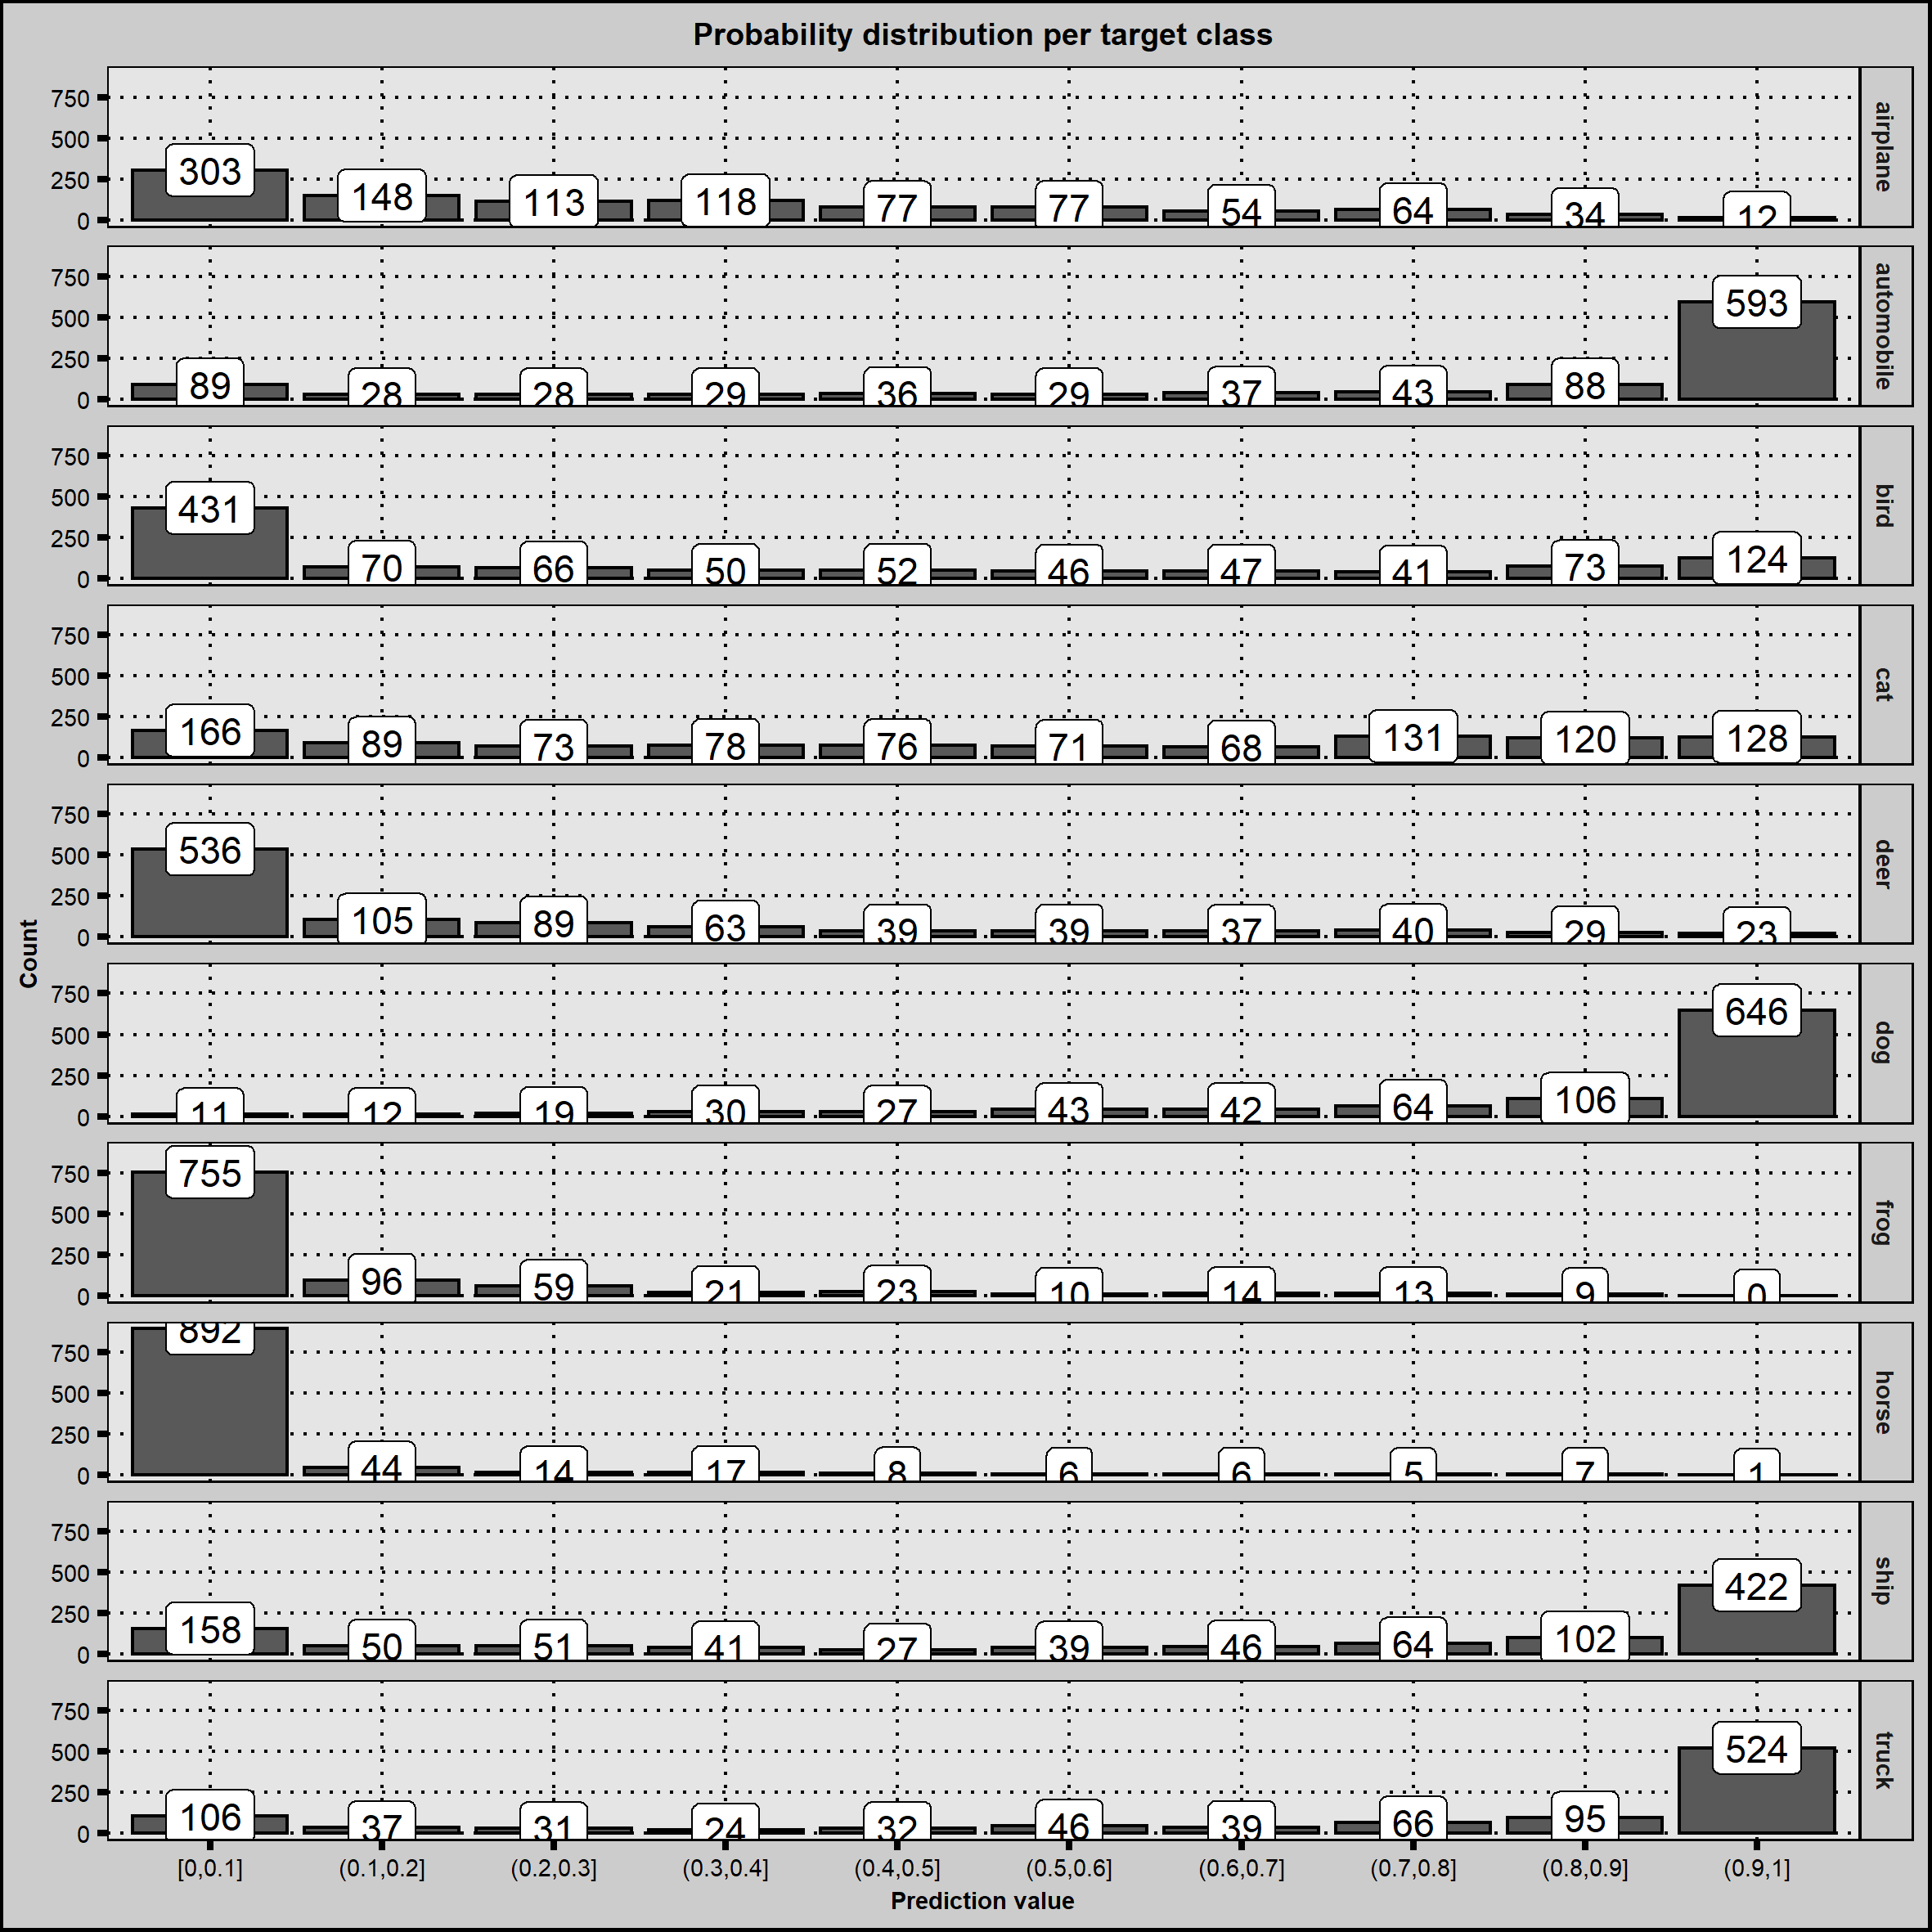 Probability distribution per target class
750
500
250
0
303 148 113 118 77 77 54 64 34 12
airplane
750
500
250
0
89 28 28 29 36 29 37 43 88 593
automobile
750
500
250
0
431 70 66 50 52 46 47 41 73 124
bird
750
500
250
0
166 89 73 78 76 71 68 131 120 128
cat
750
500
250
0
536 105 89 63 39 39 37 40 29 23
deer
Count
750
500
250
0
11 12 19 30 27 43 42 64 106 646
dog
750
500
250
0
755 96 59 21 23 10 14 13 9 0
frog
750
500
250
0
892 44 14 17 8 6 6 5 7 1
horse
750
500
250
0
158 50 51 41 27 39 46 64 102 422
ship
750
500
250
0
106 37 31 24 32 46 39 66 95 524
truck
[0,0.1] (0.1,0.2] (0.2,0.3] (0.3,0.4] (0.4,0.5] (0.5,0.6] (0.6,0.7] (0.7,0.8] (0.8,0.9] (0.9,1]
Prediction value